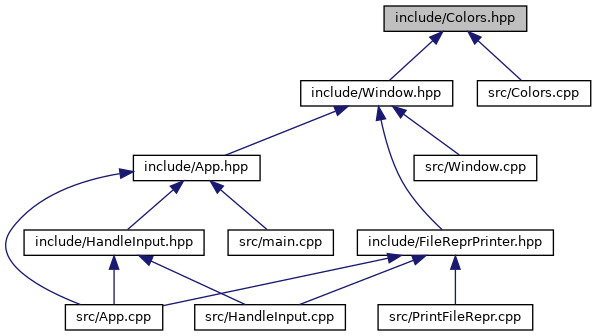 include/Colors.hpp
include/Window.hpp
src/Colors.cpp
include/App.hpp
src/Window.cpp
include/HandleInput.hpp
src/main.cpp
include/FileReprPrinter.hpp
src/App.cpp
src/HandleInput.cpp
src/PrintFileRepr.cpp